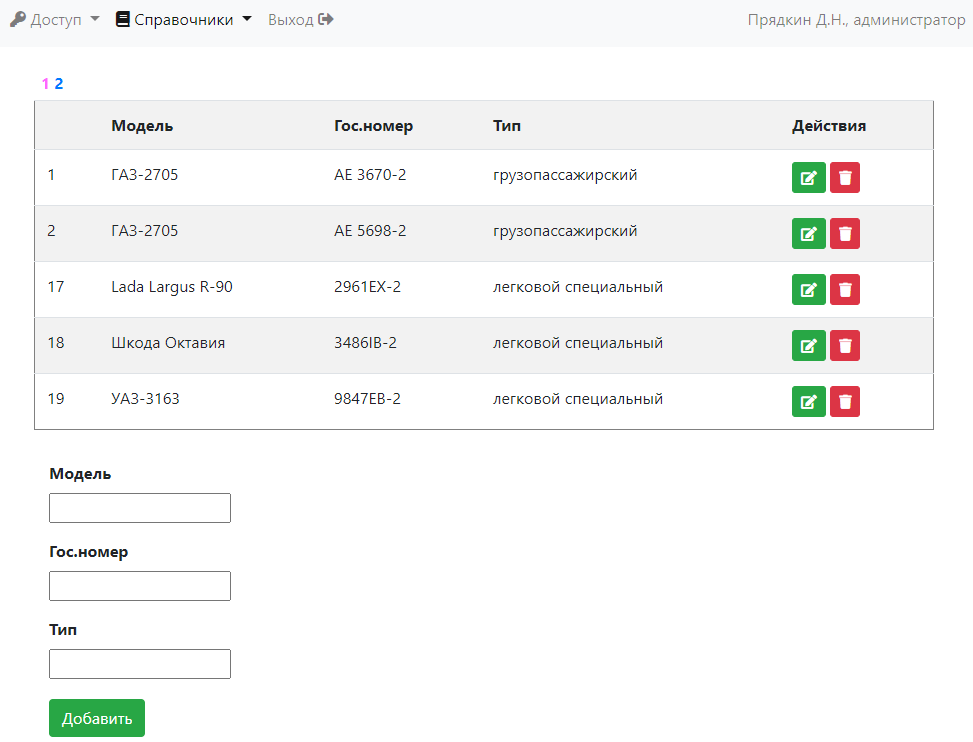 Доступ Справочники Выход Прядкин Д.Н., администратор
1 2
Модель Гос.номер Тип Действия
1 ГАЗ-2705 АЕ 3670-2 грузопассажирский
2 ГАЗ-2705 АЕ 5698-2 грузопассажирский
17 Lada Largus R-90 2961ЕХ-2 легковой специальный
18 Шкода Октавия 3486IB-2 легковой специальный
19 УАЗ-3163 9847ЕВ-2 легковой специальный
Модель
Гос.номер
Тип
Добавить